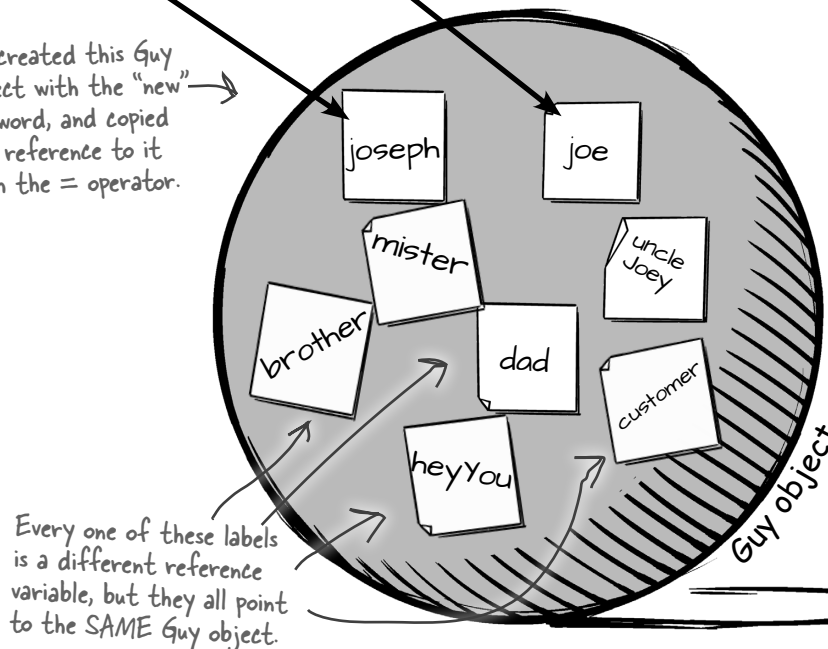 created this Guy
ect with the "new"
word, and copied
reference to it
the = operator.
joseph
joe
mister
uncle
Joey
brother
dad
customer
heyYou
Guy object
Every one of these labels
is a different reference
variable, but they all point
to the SAME Guy object.